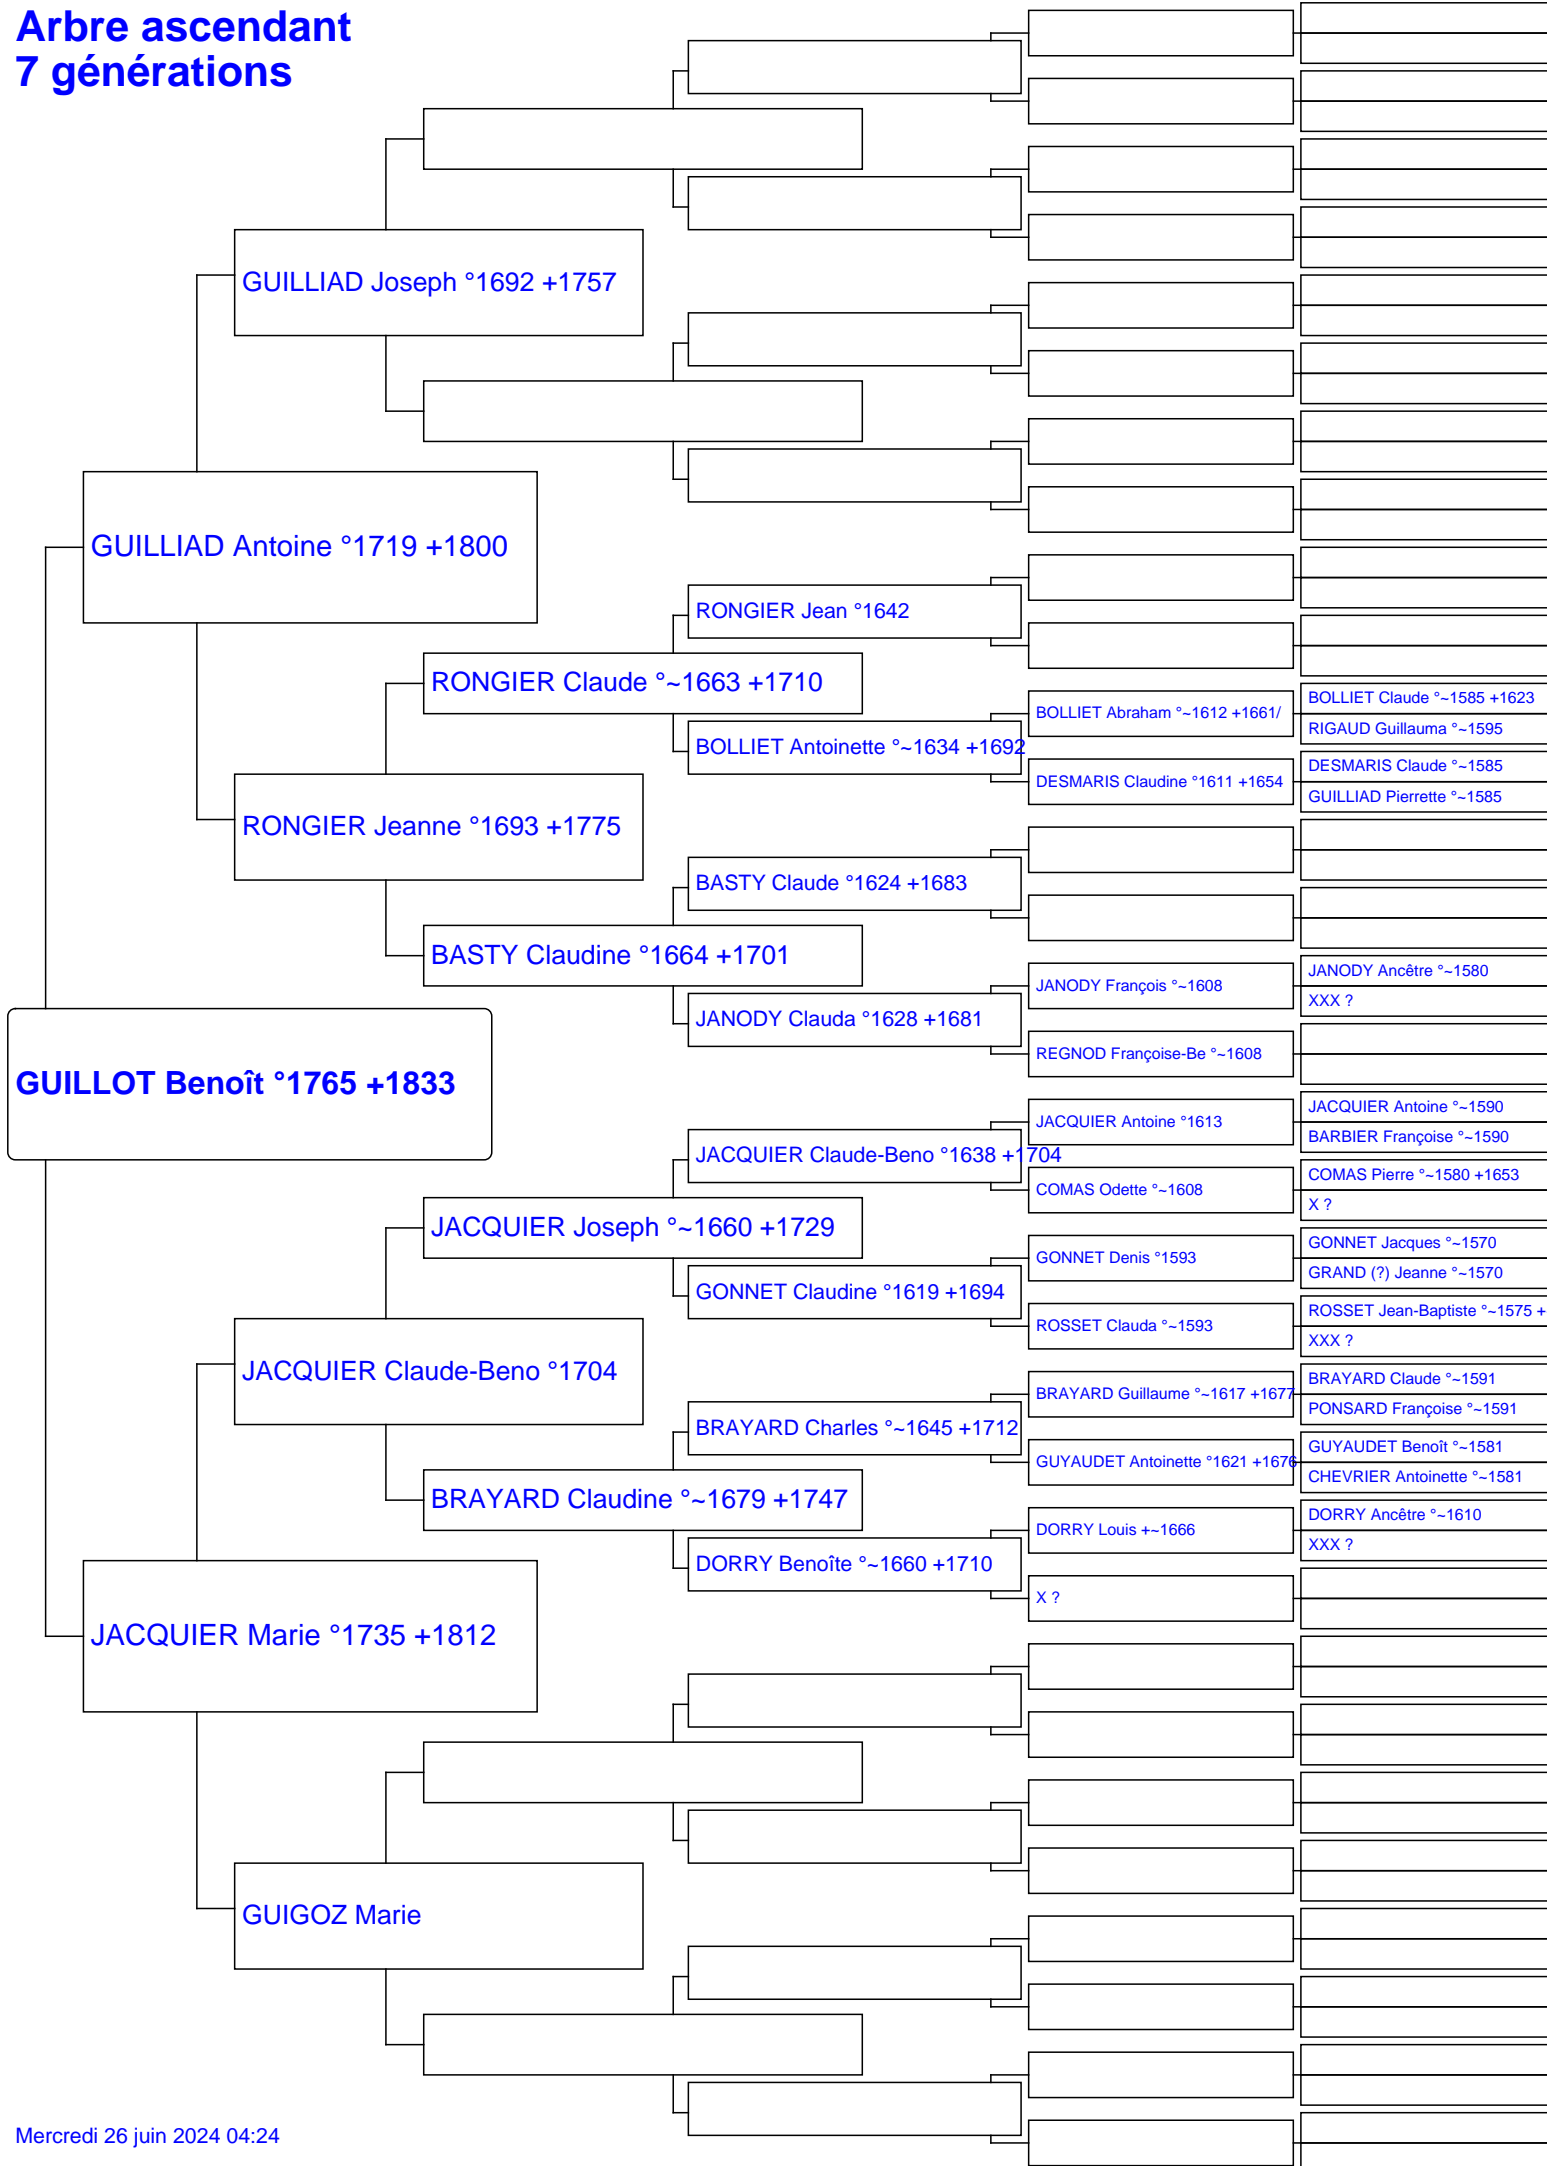 Arbre ascendant
7 générations
GUILLIAD Joseph °1692 +1757
GUILLIAD Antoine °1719 +1800
RONGIER Jean °1642
RONGIER Claude °~1663 +1710
BOLLIET Abraham °~1612 +1661/
BOLLIET Claude °~1585 +1623
RIGAUD Guillauma °~1595
BOLLIET Antoinette °~1634 +1692
DESMARIS Claudine °1611 +1654
DESMARIS Claude °~1585
GUILLIAD Pierrette °~1585
RONGIER Jeanne °1693 +1775
BASTY Claude °1624 +1683
BASTY Claudine °1664 +1701
JANODY François °~1608
JANODY Ancêtre °~1580
XXX ?
JANODY Clauda °1628 +1681
REGNOD Françoise-Be °~1608
GUILLOT Benoît °1765 +1833
JACQUIER Antoine °1613
JACQUIER Antoine °~1590
BARBIER Françoise °~1590
JACQUIER Claude-Beno °1638 +1704
COMAS Odette °~1608
COMAS Pierre °~1580 +1653
X ?
JACQUIER Joseph °~1660 +1729
GONNET Denis °1593
GONNET Jacques °~1570
GRAND (?) Jeanne °~1570
GONNET Claudine °1619 +1694
ROSSET Clauda °~1593
ROSSET Jean-Baptiste °~1575 +
XXX ?
JACQUIER Claude-Beno °1704
BRAYARD Guillaume °~1617 +1677
BRAYARD Claude °~1591
PONSARD Françoise °~1591
BRAYARD Charles °~1645 +1712
GUYAUDET Antoinette °1621 +1676
GUYAUDET Benoît °~1581
CHEVRIER Antoinette °~1581
BRAYARD Claudine °~1679 +1747
DORRY Louis +~1666
DORRY Ancêtre °~1610
XXX ?
DORRY Benoîte °~1660 +1710
X ?
JACQUIER Marie °1735 +1812
GUIGOZ Marie
Mercredi 26 juin 2024 04:24